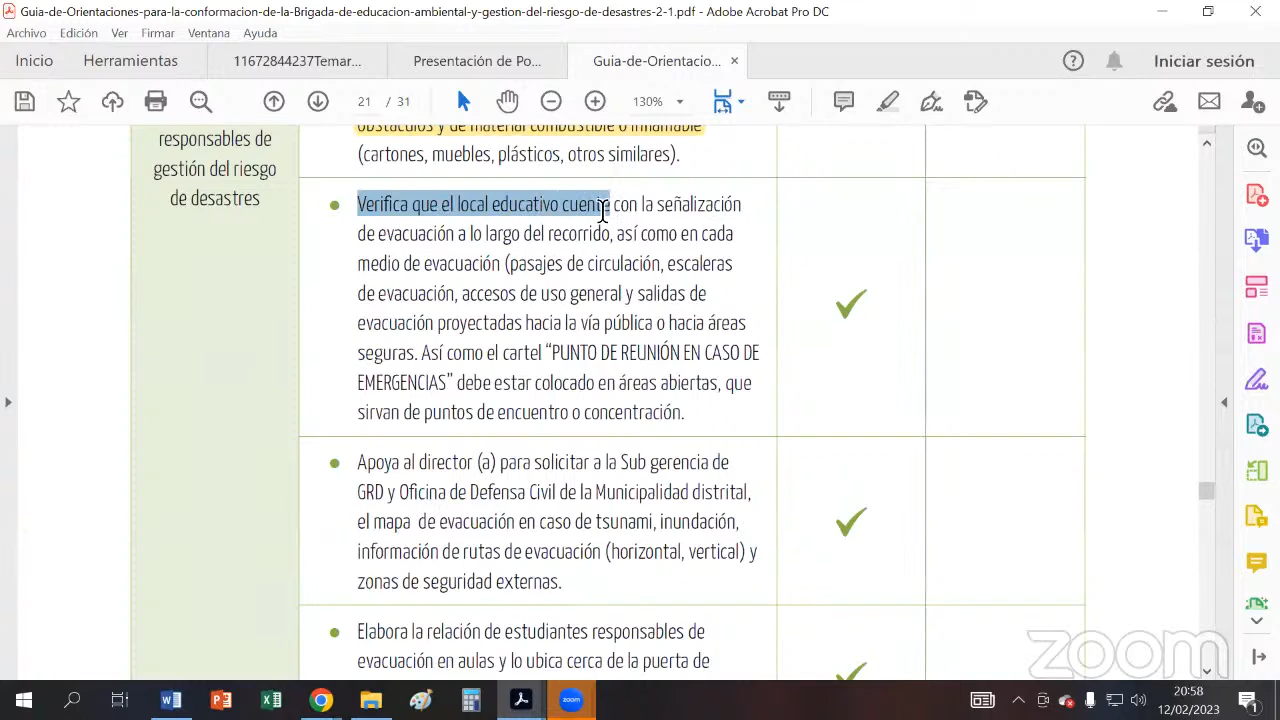 Guia-de-Orientaciones-para-la-conformacion-de-la-Brigada-de-educacion-ambiental-y-gestion-del-riesgo-de-desastres-2-1.pdf - Adobe Acrobat Pro DC
Archivo Edición Ver Firmar Ventana Ayuda
Inicio Herramientas 11672844237Temar... Presentación de Po... Guia-de-Orientacio... × Iniciar sesión
21 / 31 130%
responsables de
gestión del riesgo
de desastres
obstáculos y de material combustible o inflamable
(cartones, muebles, plásticos, otros similares).
Verifica que el local educativo cuente con la señalización
de evacuación a lo largo del recorrido, así como en cada
medio de evacuación (pasajes de circulación, escaleras
de evacuación, accesos de uso general y salidas de
evacuación proyectadas hacia la vía pública o hacia áreas
seguras. Así como el cartel “PUNTO DE REUNIÓN EN CASO DE
EMERGENCIAS” debe estar colocado en áreas abiertas, que
sirvan de puntos de encuentro o concentración.
Apoya al director (a) para solicitar a la Sub gerencia de
GRD y Oficina de Defensa Civil de la Municipalidad distrital,
el mapa de evacuación en caso de tsunami, inundación,
información de rutas de evacuación (horizontal, vertical) y
zonas de seguridad externas.
Elabora la relación de estudiantes responsables de
evacuación en aulas y lo ubica cerca de la puerta de
zoom
zoom
20:58
12/02/2023
1